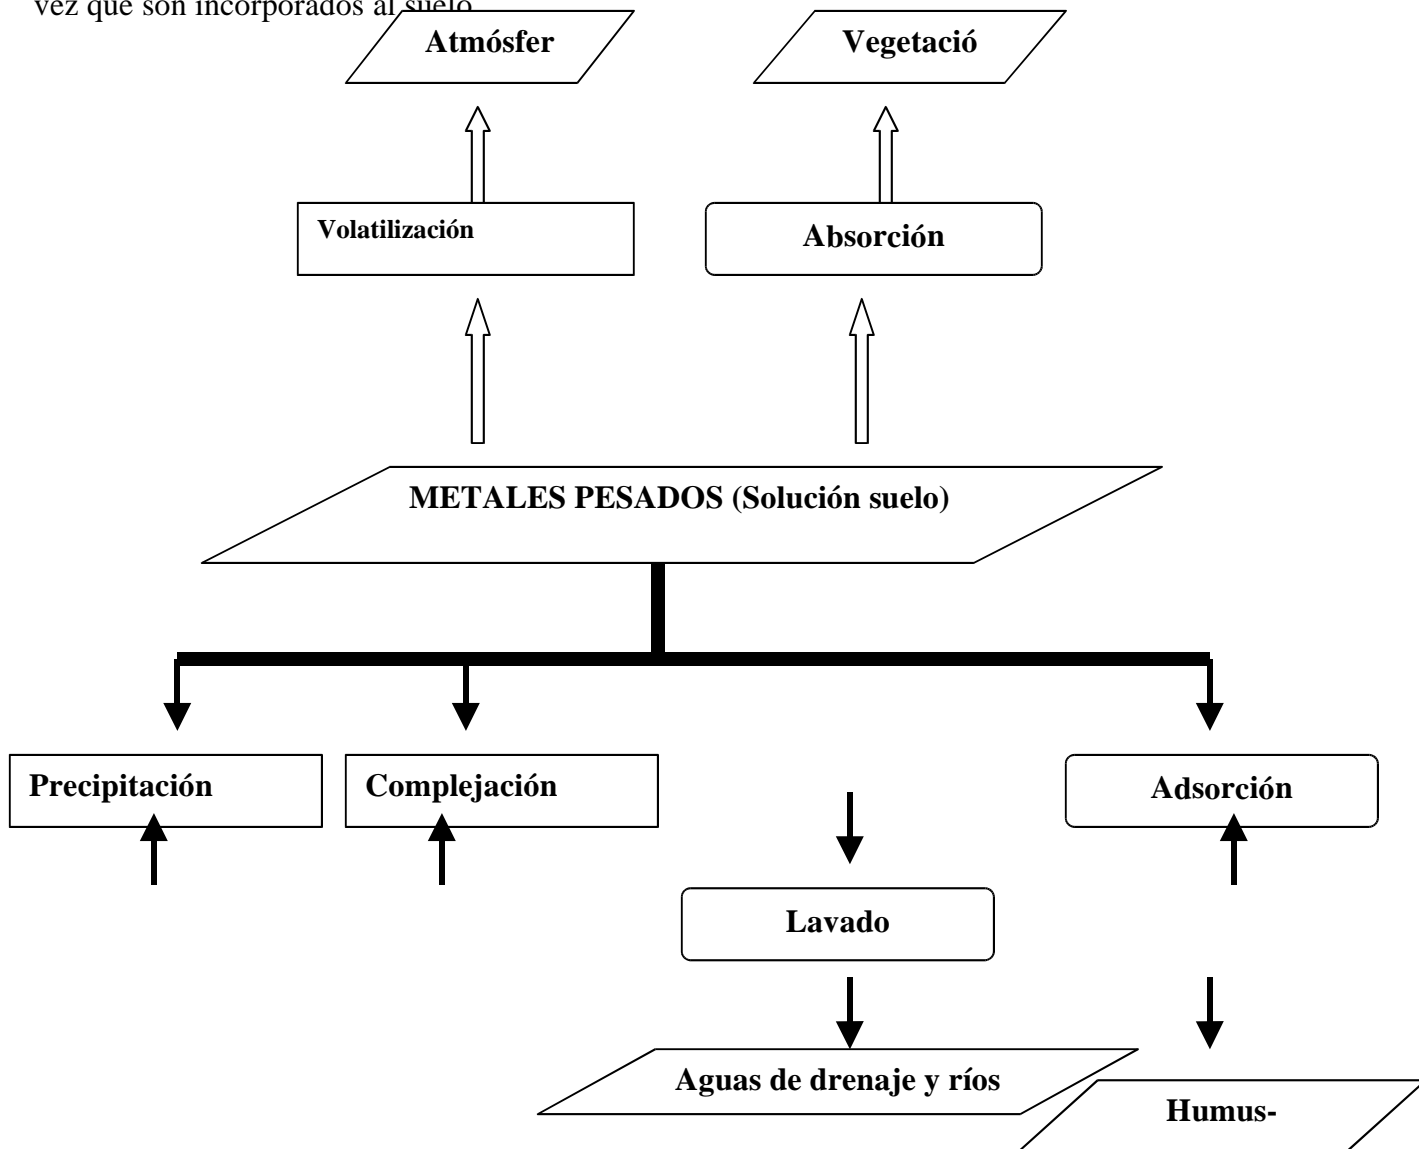 vez que son incorporados al suelo
Atmósfer
Vegetació
Volatilización
Absorción
METALES PESADOS (Solución suelo)
Precipitación
Complejación
Adsorción
Lavado
Aguas de drenaje y ríos
Humus-